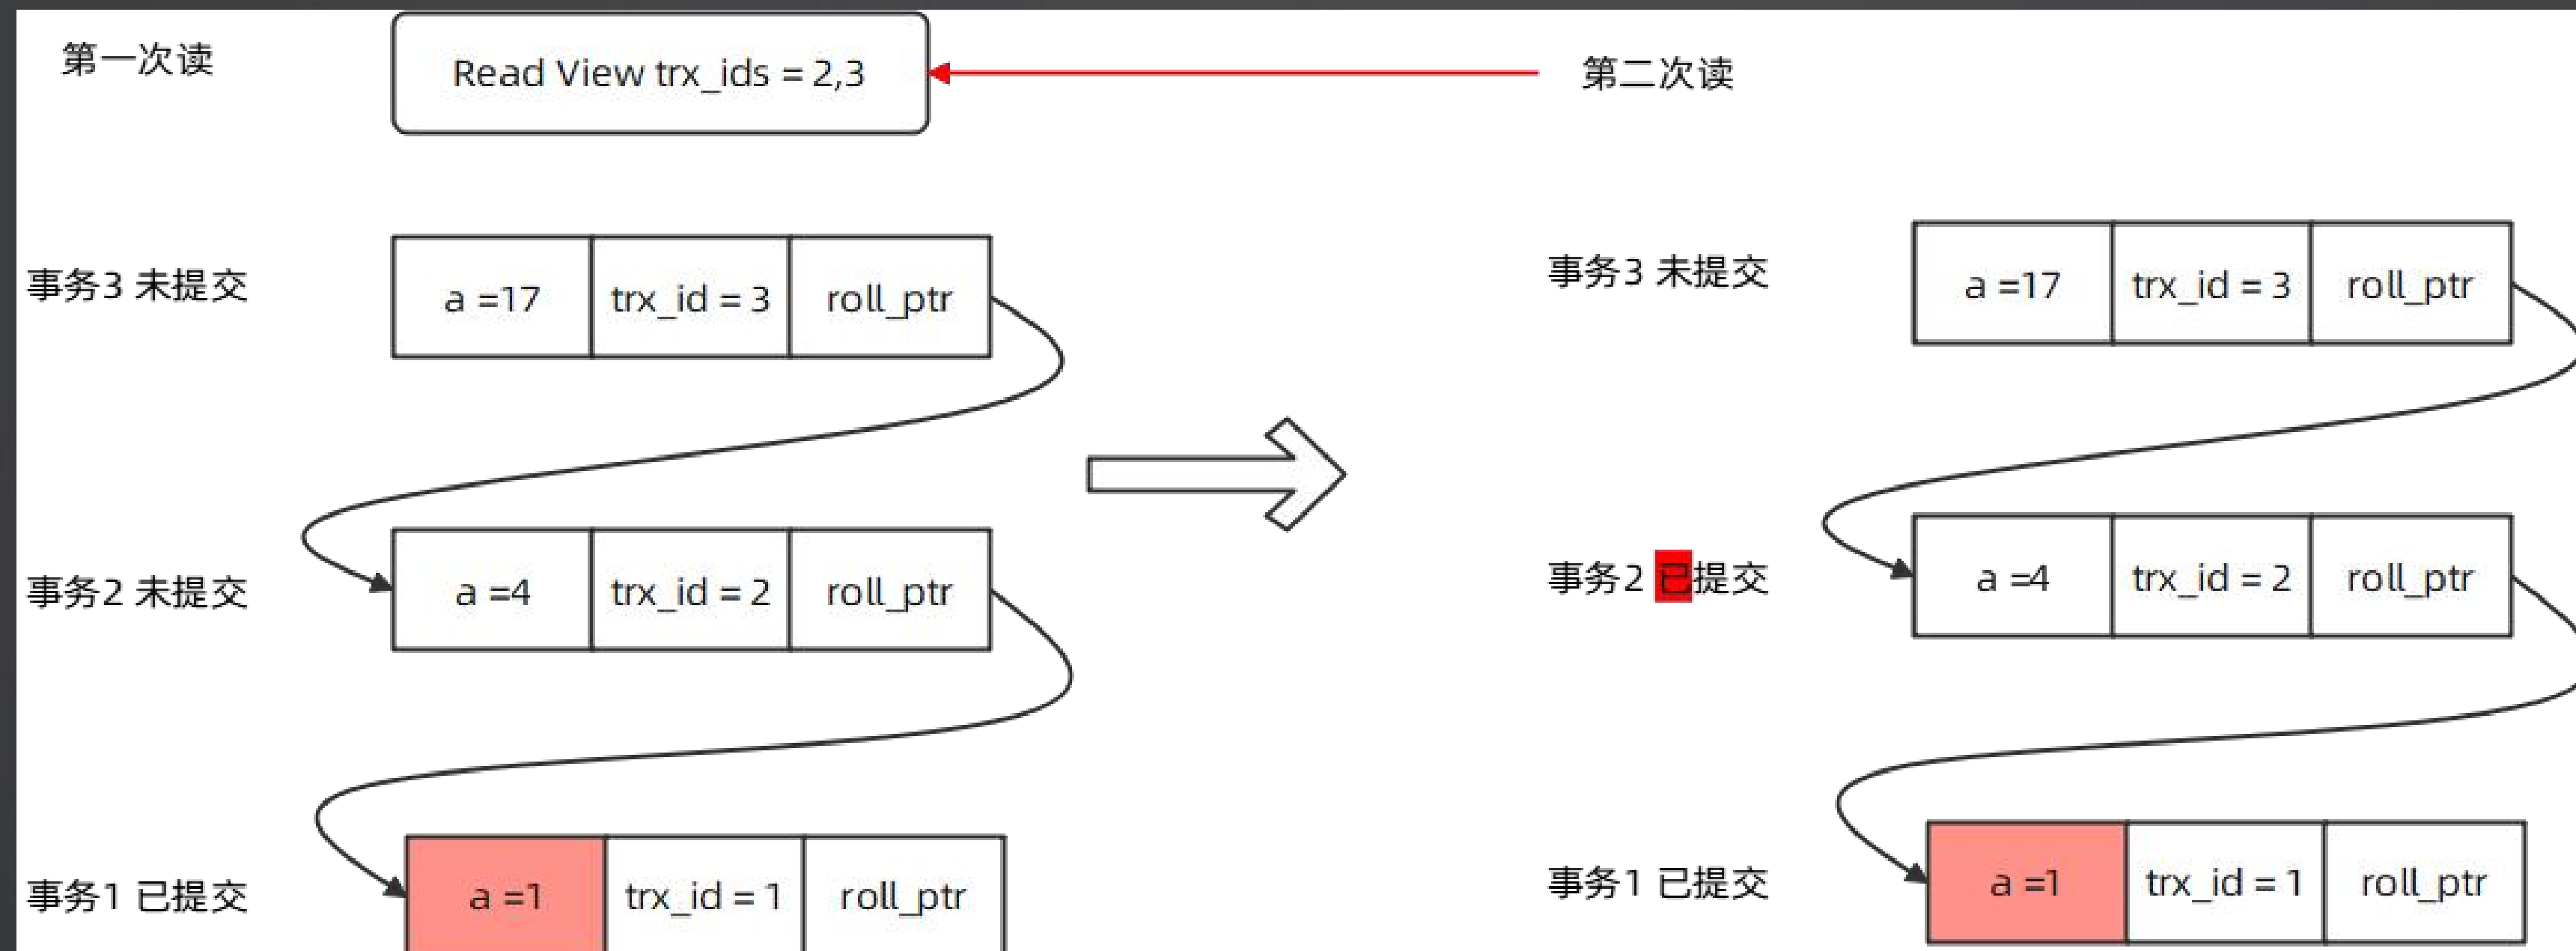 第一次读
Read View trx_ids = 2,3
第二次读
事务3 未提交
a =17 trx_id = 3 roll_ptr
事务3 未提交
a =17 trx_id = 3 roll_ptr
事务2 未提交
a =4 trx_id = 2 roll_ptr
事务2 已提交
a =4 trx_id = 2 roll_ptr
事务1 已提交
a =1 trx_id = 1 roll_ptr
事务1 已提交
a =1 trx_id = 1 roll_ptr